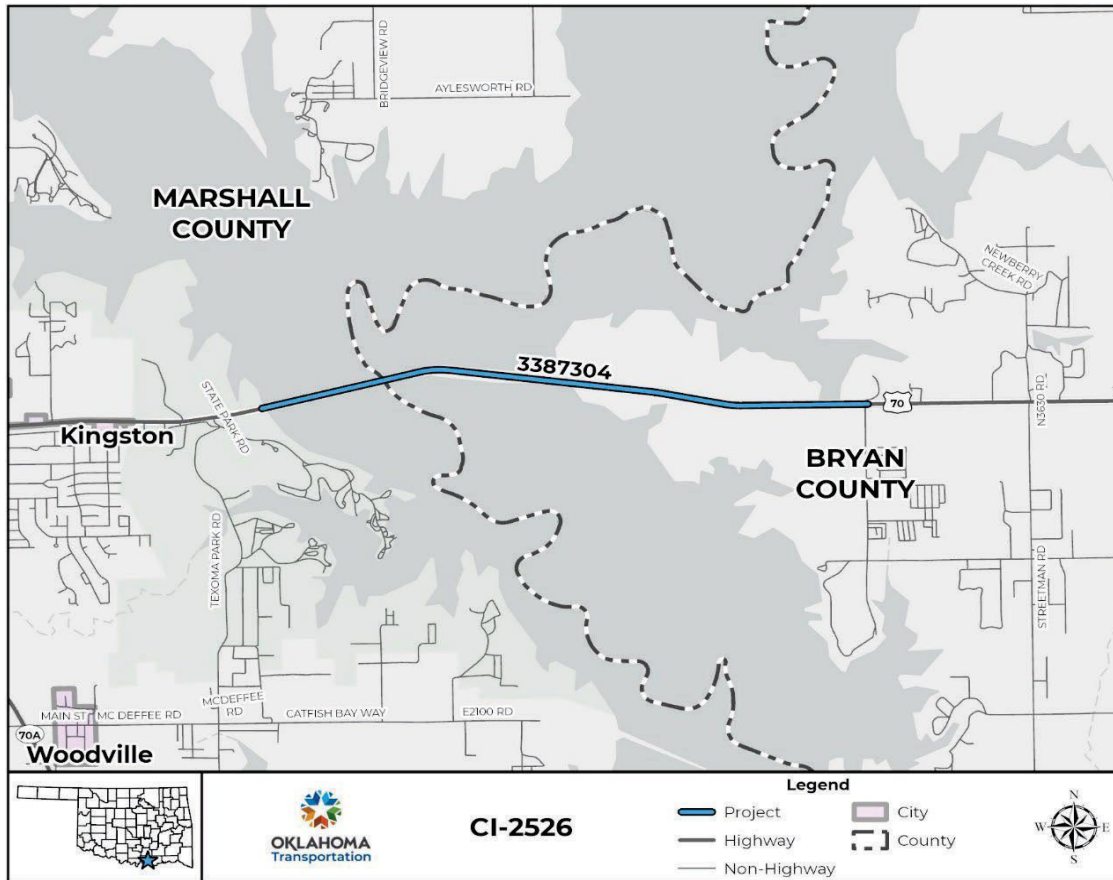 BRIDGEVIEW RD
AYLESWORTH RD
MARSHALL
COUNTY
NEWBERRY
CREEK RD
3387304
70
STATE PARK RD
N3630 RD
Kingston
BRYAN
COUNTY
TEXOMA PARK RD
STREETMAN RD
MCDEFFEE
RD
MAIN ST
MC DEFFEE RD
CATFISH BAY WAY
E2100 RD
70A
Woodville
OKLAHOMA
Transportation
CI-2526
Legend
Project
City
Highway
County
Non-Highway
N
W
E
S